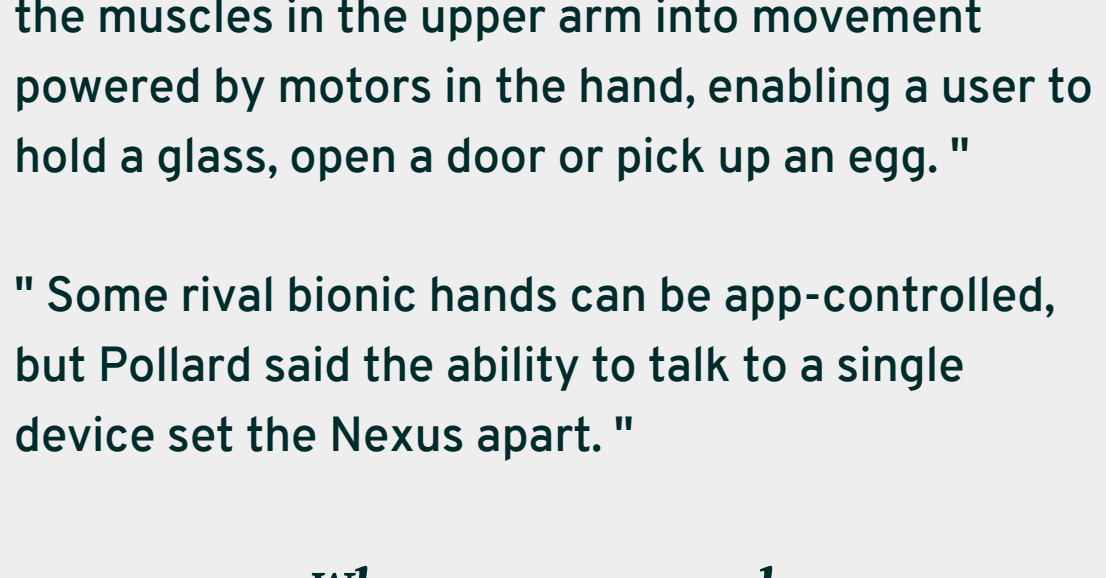 the muscles in the upper arm into movement
powered by motors in the hand, enabling a user to
hold a glass, open a door or pick up an egg. "
" Some rival bionic hands can be app-controlled,
but Pollard said the ability to talk to a single
device set the Nexus apart. "